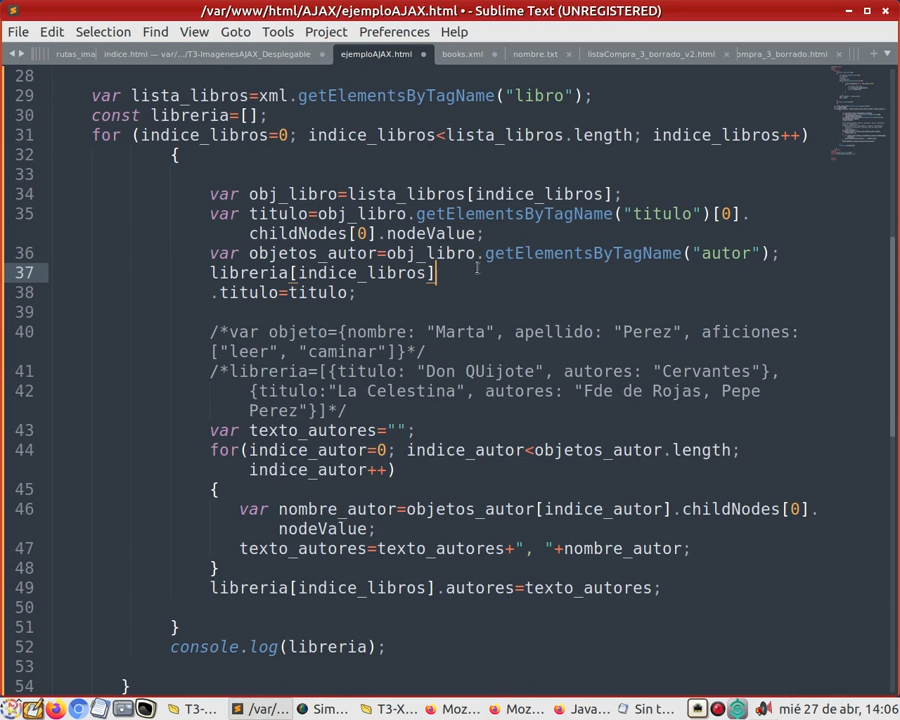 /var/www/html/AJAX/ejemploAJAX.html • - Sublime Text (UNREGISTERED)
File Edit Selection Find View Goto Tools Project Preferences Help
rutas_ima index.html — var/.../T3-ImagenesAJAX_Desplegable ejemploAJAX.html books.xml nombre.txt listaCompra_3_borrado_v2.html ompra_3_borrado.html
28
29 var lista_libros=xml.getElementsByTagName("libro");
30 const libreria=[];
31 for (indice_libros=0; indice_libros<lista_libros.length; indice_libros++)
32 {
33
34 var obj_libro=lista_libros[indice_libros];
35 var titulo=obj_libro.getElementsByTagName("titulo")[0].
childNodes[0].nodeValue;
36 var objetos_autor=obj_libro.getElementsByTagName("autor");
37 libreria[indice_libros]
38 .titulo=titulo;
39
40 /*var objeto={nombre: "Marta", apellido: "Perez", aficiones:
["leer", "caminar"]}*/
41 /*libreria=[{titulo: "Don QUijote", autores: "Cervantes"},
42 {titulo:"La Celestina", autores: "Fde de Rojas, Pepe
Perez"}]*/
43 var texto_autores="";
44 for(indice_autor=0; indice_autor<objetos_autor.length;
indice_autor++)
45 {
46 var nombre_autor=objetos_autor[indice_autor].childNodes[0].
nodeValue;
47 texto_autores=texto_autores+", "+nombre_autor;
48 }
49 libreria[indice_libros].autores=texto_autores;
50
51 }
52 console.log(libreria);
53
54 }
T3-... /var/... Sim... T3-X... Moz... Moz... Java... Sin t... mié 27 de abr, 14:06